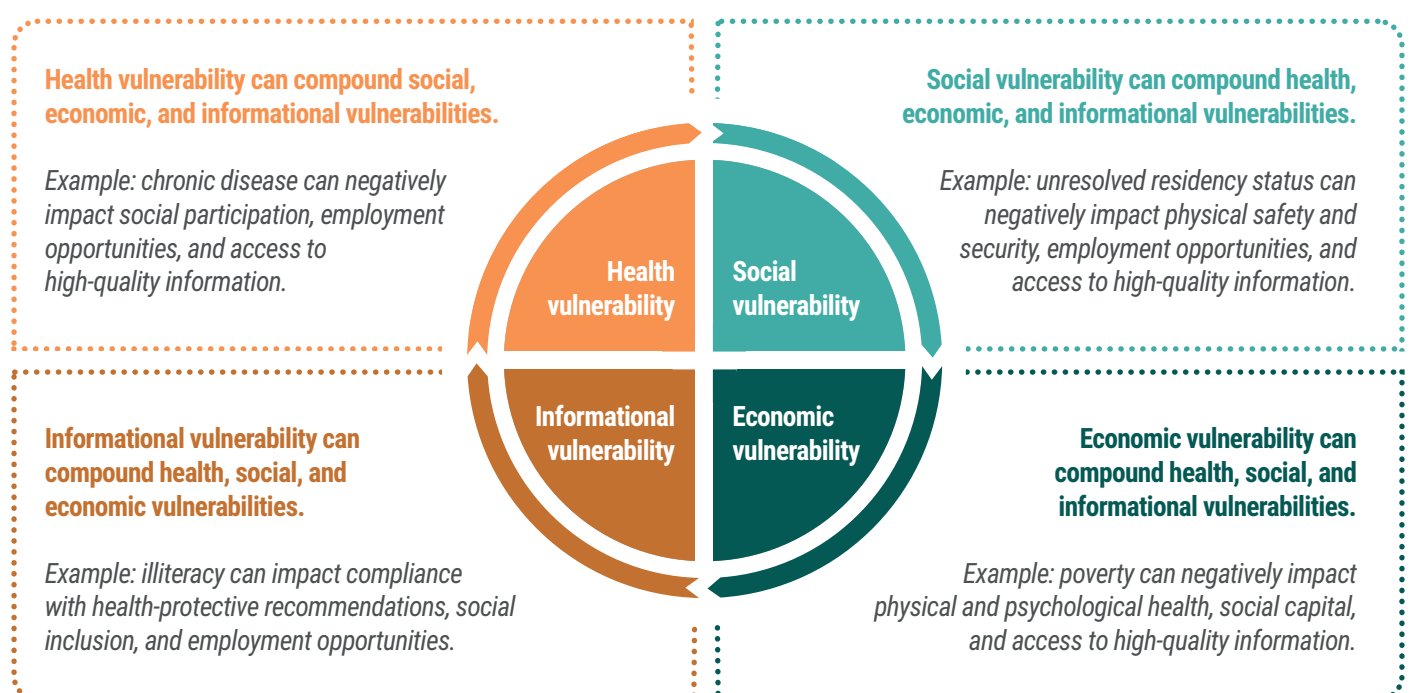 Health vulnerability can compound social,
economic, and informational vulnerabilities.
Example: chronic disease can negatively
impact social participation, employment
opportunities, and access to
high-quality information.
Social vulnerability can compound health,
economic, and informational vulnerabilities.
Example: unresolved residency status can
negatively impact physical safety and
security, employment opportunities, and
access to high-quality information.
Health
vulnerability
Social
vulnerability
Informational
vulnerability
Economic
vulnerability
Informational vulnerability can
compound health, social, and
economic vulnerabilities.
Example: illiteracy can impact compliance
with health-protective recommendations, social
inclusion, and employment opportunities.
Economic vulnerability can
compound health, social, and
informational vulnerabilities.
Example: poverty can negatively impact
physical and psychological health, social capital,
and access to high-quality information.